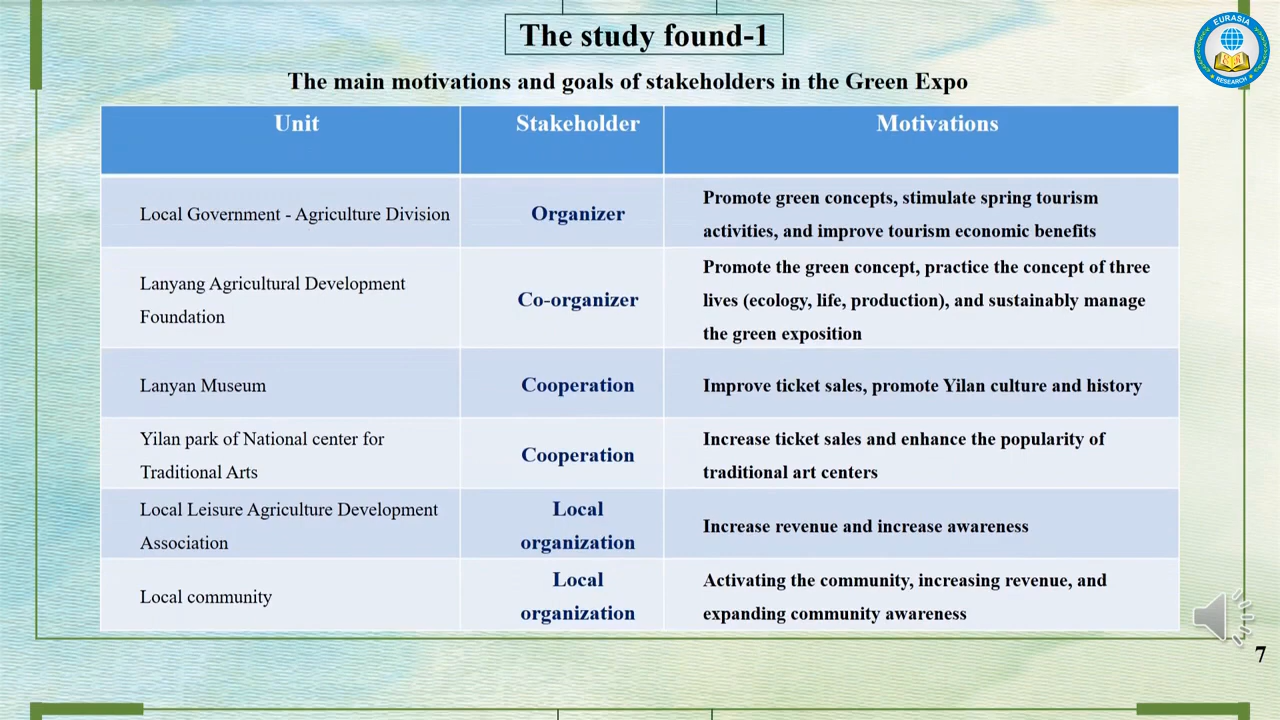 The study found-1
EURASIA
RESEARCH
The main motivations and goals of stakeholders in the Green Expo
Unit
Stakeholder
Motivations
Local Government - Agriculture Division
Organizer
Promote green concepts, stimulate spring tourism
activities, and improve tourism economic benefits
Lanyang Agricultural Development
Foundation
Co-organizer
Promote the green concept, practice the concept of three
lives (ecology, life, production), and sustainably manage
the green exposition
Lanyan Museum
Cooperation
Improve ticket sales, promote Yilan culture and history
Yilan park of National center for
Traditional Arts
Cooperation
Increase ticket sales and enhance the popularity of
traditional art centers
Local Leisure Agriculture Development
Association
Local
organization
Increase revenue and increase awareness
Local community
Local
organization
Activating the community, increasing revenue, and
expanding community awareness
7